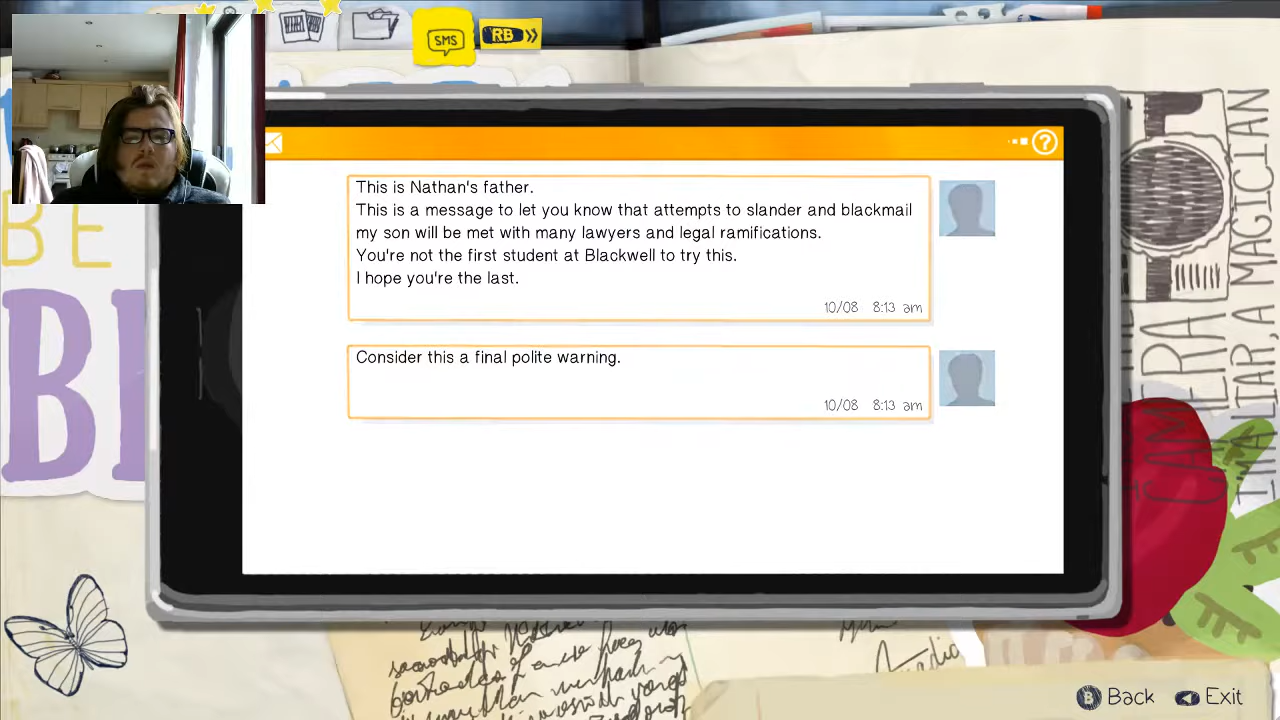 SMS
RB
This is Nathan's father.
This is a message to let you know that attempts to slander and blackmail
my son will be met with many lawyers and legal ramifications.
You're not the first student at Blackwell to try this.
I hope you're the last.
10/08 8:13 am
Consider this a final polite warning.
10/08 8:13 am
BE
BL
CAMERA
LIAR, A MAGICIAN
B Back
Exit